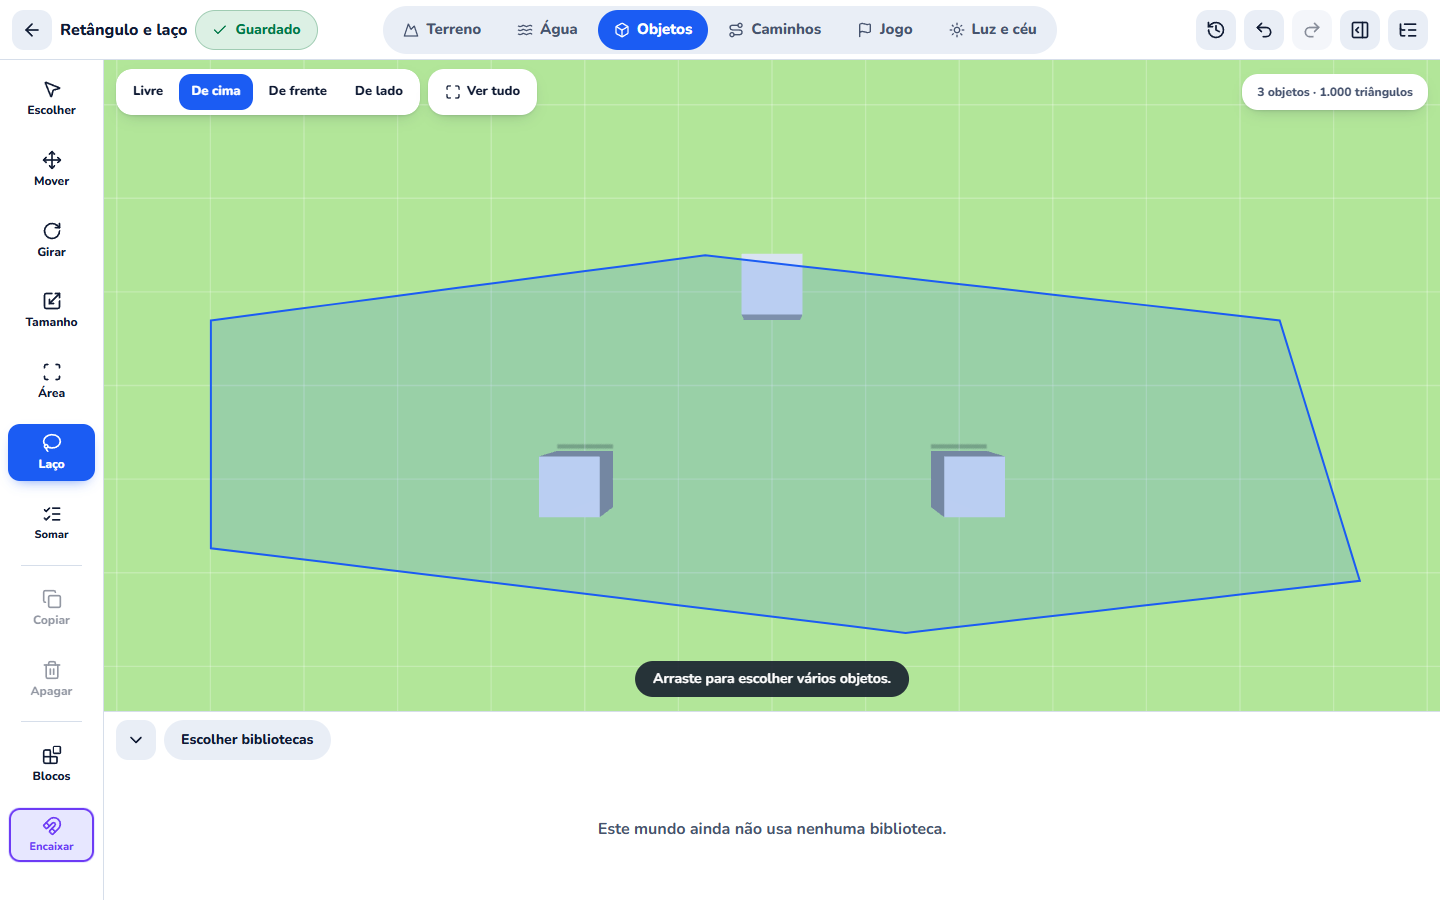 Retângulo e laço
Guardado
Terreno
Água
Objetos
Caminhos
Jogo
Luz e céu
Escolher
Mover
Girar
Tamanho
Área
Laço
Somar
Copiar
Apagar
Blocos
Encaixar
Livre
De cima
De frente
De lado
Ver tudo
3 objetos · 1.000 triângulos
Arraste para escolher vários objetos.
Escolher bibliotecas
Este mundo ainda não usa nenhuma biblioteca.